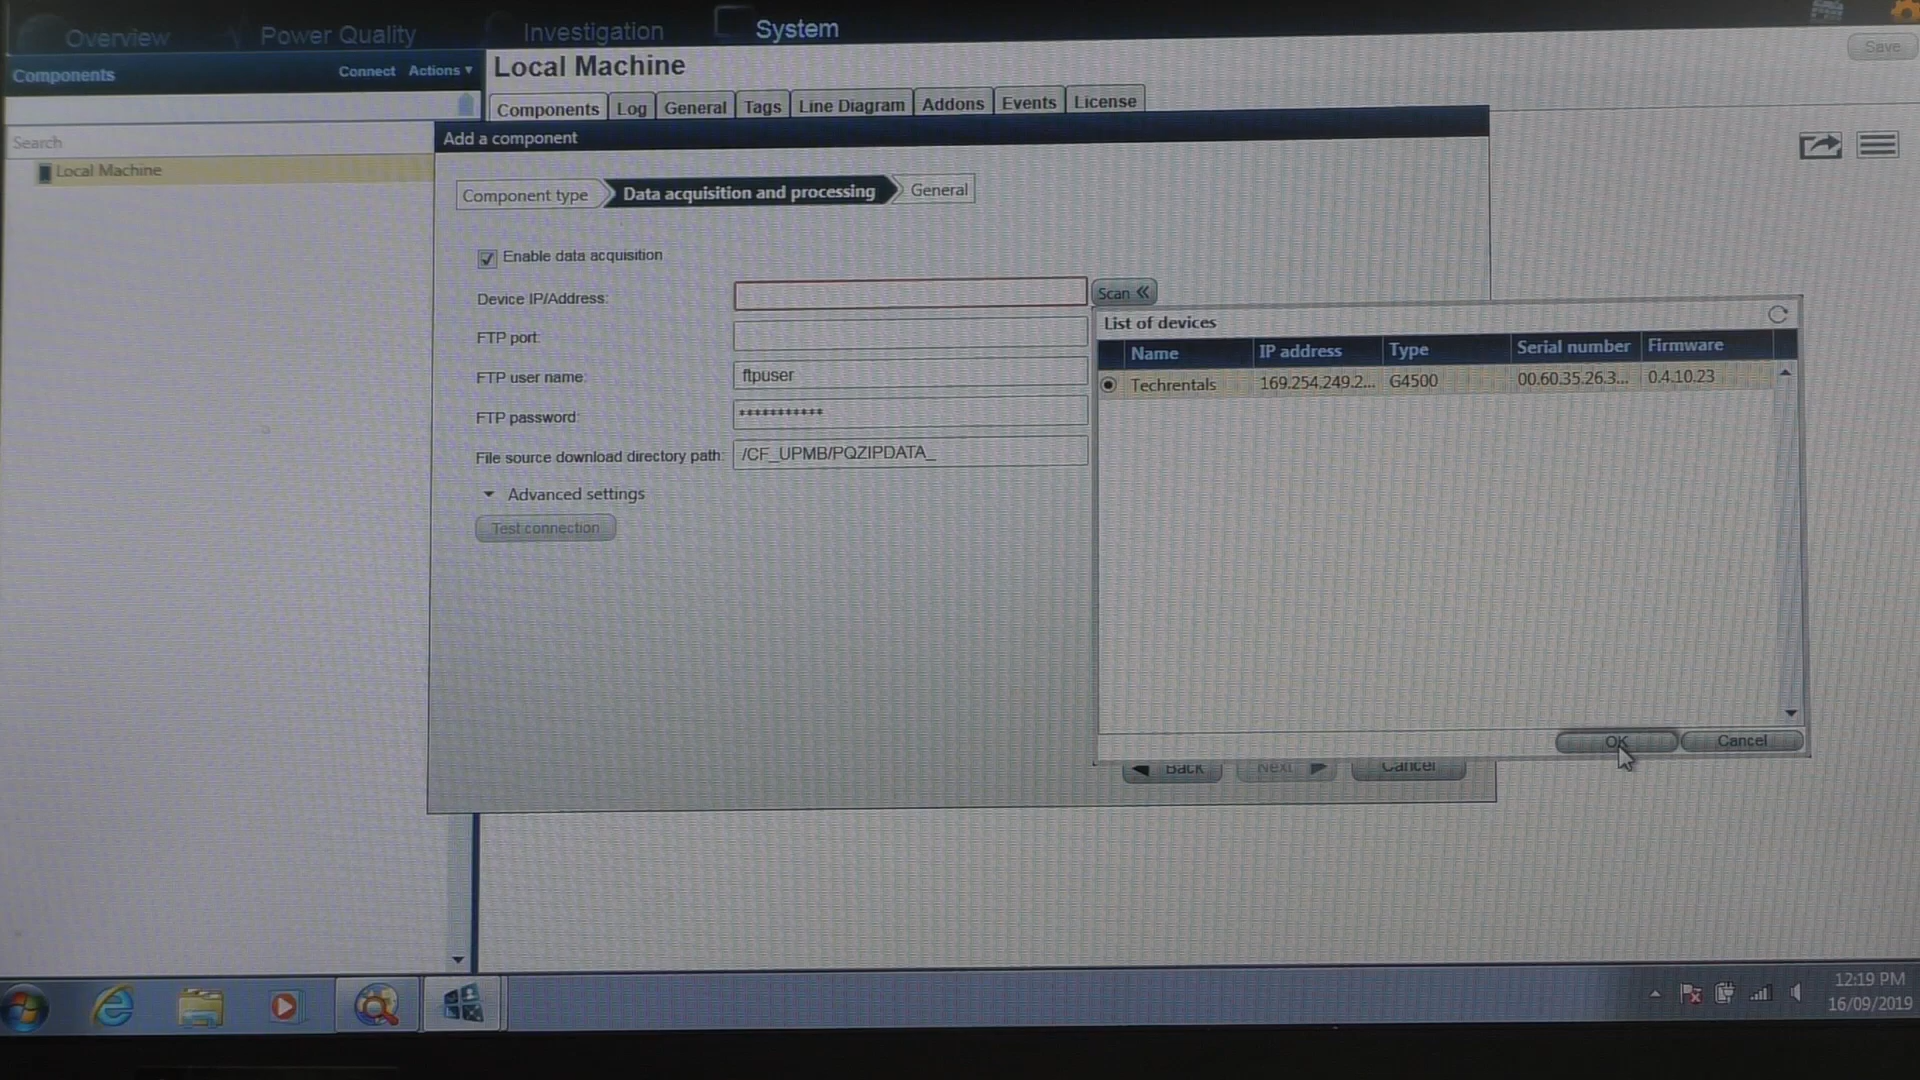 Overview
Power Quality
Investigation
System
Save
Components
Connect
Actions
Local Machine
Components
Log
General
Tags
Line Diagram
Addons
Events
License
Search
Local Machine
Add a component
Component type
Data acquisition and processing
General
Enable data acquisition
Device IP/Address:
Scan
FTP port:
FTP user name:
ftpuser
FTP password:
***********
File source download directory path:
/CF_UPMB/PQZIPDATA_
Advanced settings
Test connection
List of devices
Name
IP address
Type
Serial number
Firmware
Techrentals
169.254.249.2...
G4500
00.60.35.26.3...
0.4.10.23
OK
Cancel
Back
Next
Cancel
12:19 PM
16/09/2019